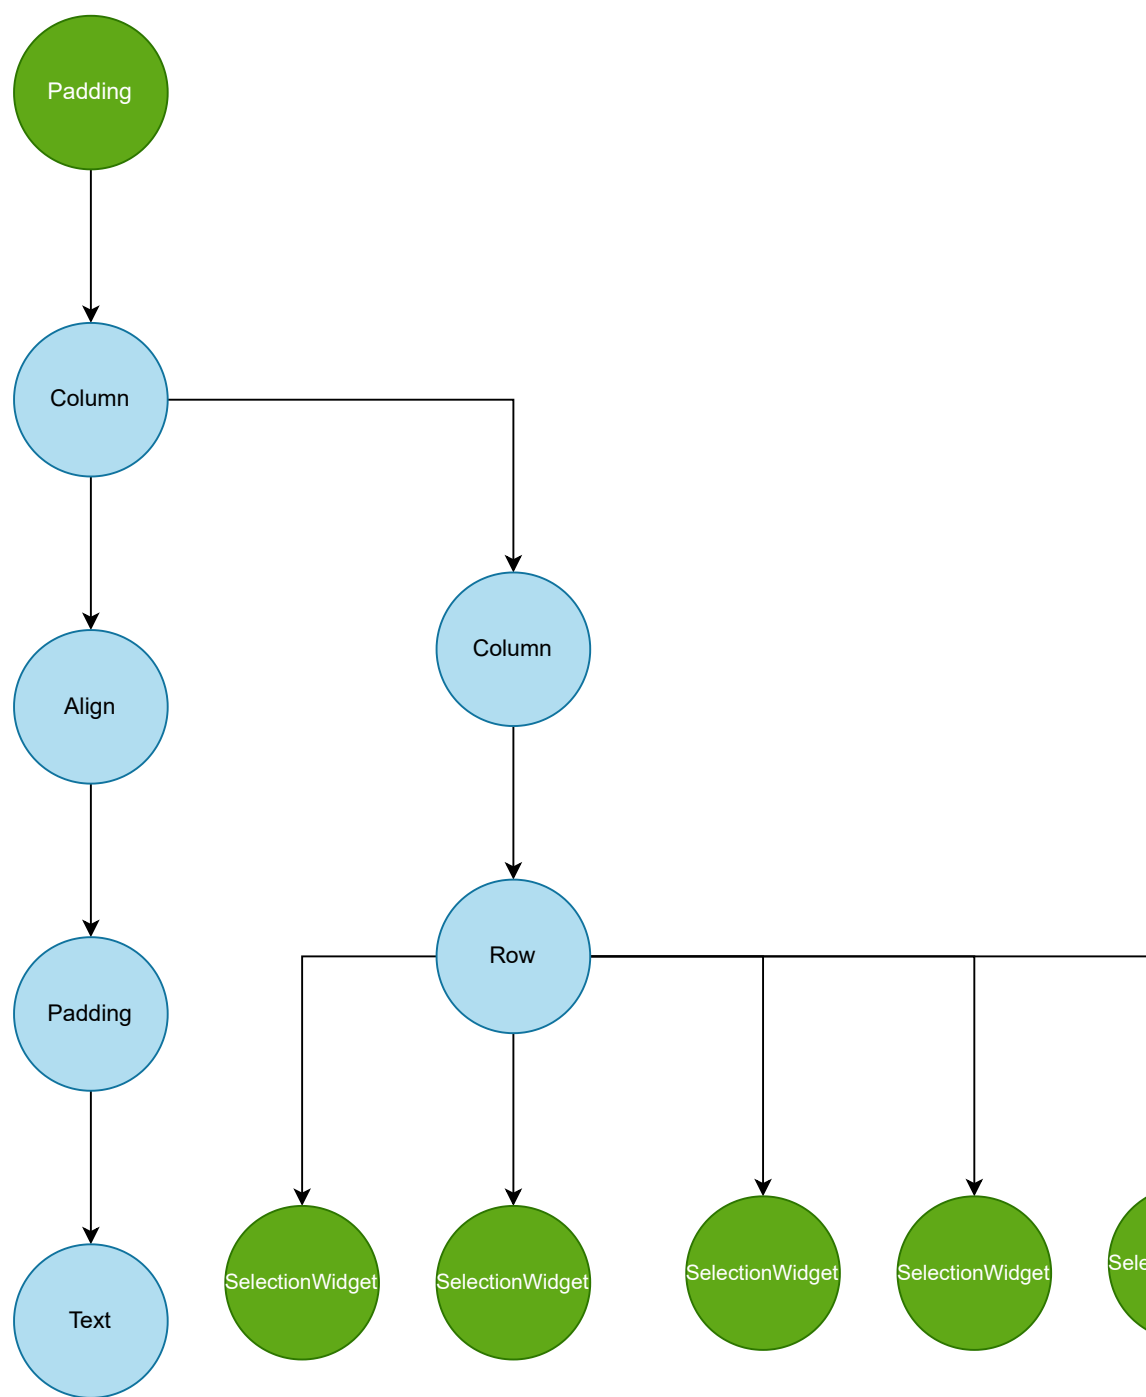 Padding
Column
Column
Align
Row
Padding
SelectionWidget
SelectionWidget
SelectionWidget
SelectionWidget
Text